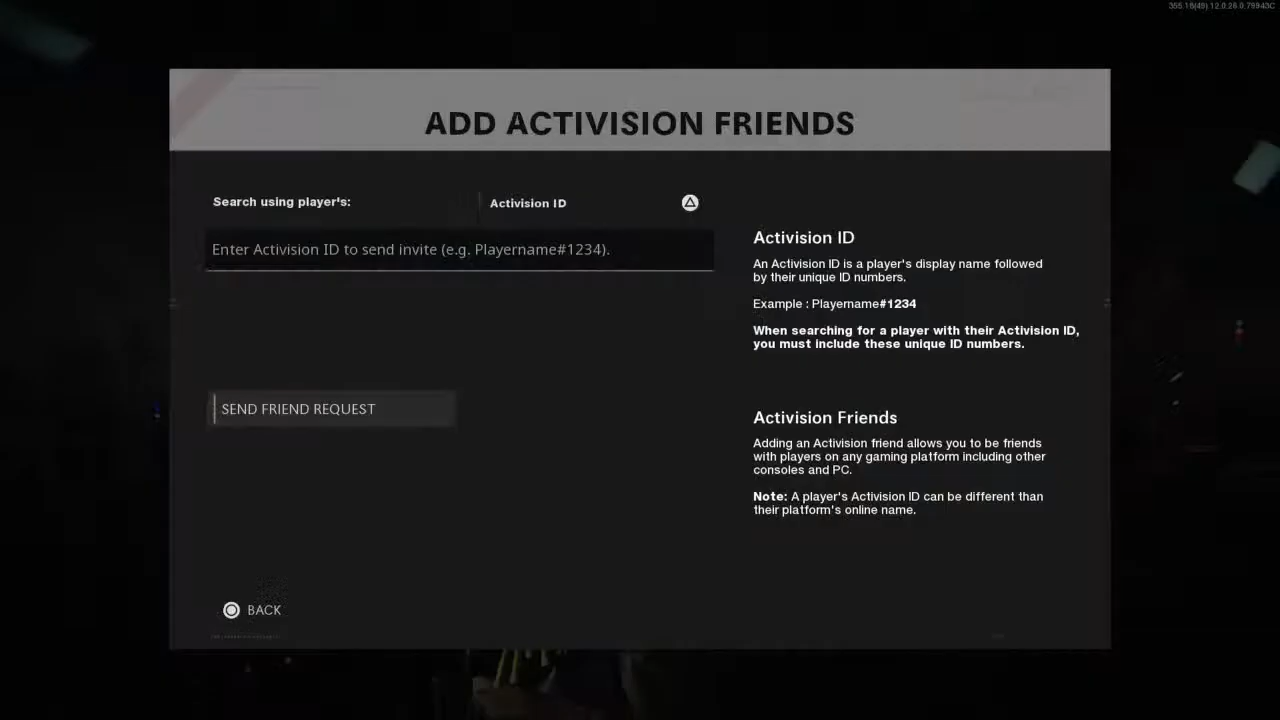 ADD ACTIVISION FRIENDS
Search using player's:
Activision ID
Enter Activision ID to send invite (e.g. Playername#1234).
SEND FRIEND REQUEST
Activision ID
An Activision ID is a player's display name followed
by their unique ID numbers.
Example : Playername#1234
When searching for a player with their Activision ID,
you must include these unique ID numbers.
Activision Friends
Adding an Activision friend allows you to be friends
with players on any gaming platform including other
consoles and PC.
Note: A player's Activision ID can be different than
their platform's online name.
BACK